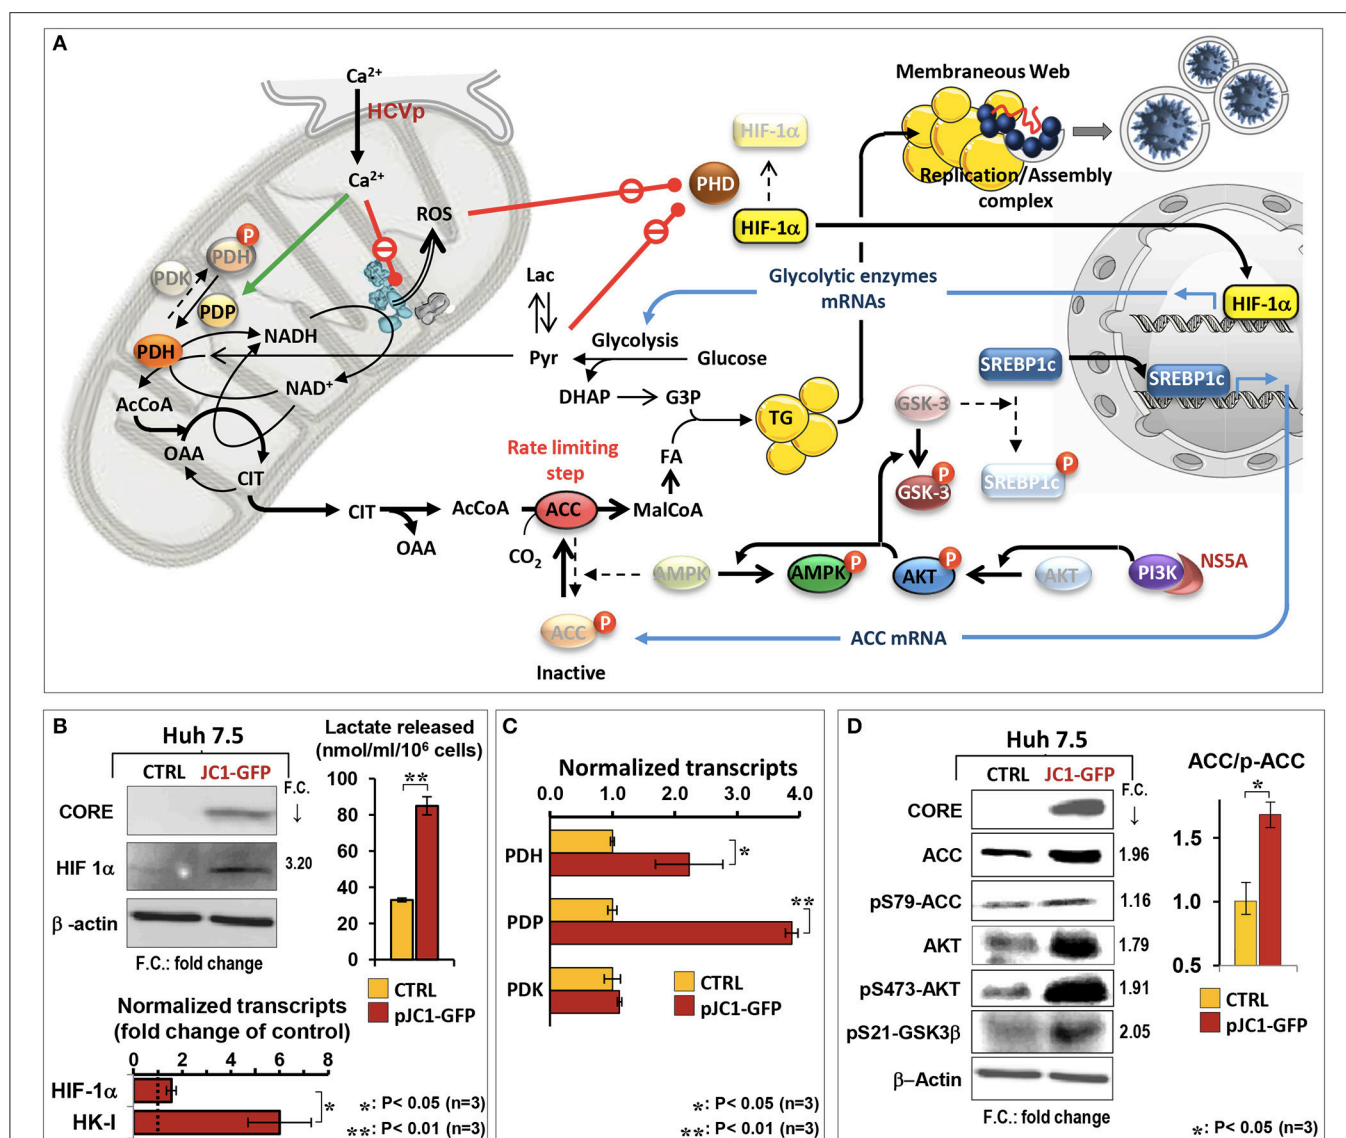 A
Ca2+
HCVp
Ca2+
ROS
PDH
P
PDK
PDP
PDH
NADH
NAD+
AcCoA
OAA
CIT
CIT
OAA
AcCoA
CO2
Rate limiting
step
ACC
MalCoA
FA
Lac
Pyr
Glycolysis
Glucose
DHAP
G3P
TG
PHD
HIF-1α
HIF-1α
Membraneous Web
Replication/Assembly
complex
Glycolytic enzymes
mRNAs
HIF-1α
SREBP1c
SREBP1c
GSK-3
GSK-3
P
SREBP1c
P
AMPK
AMPK
P
AKT
P
AKT
PI3K
NS5A
ACC
P
Inactive
ACC mRNA
B
Huh 7.5
CTRL
JC1-GFP
F.C.
↓
CORE
HIF 1α
3.20
β -actin
F.C.: fold change
Lactate released
(nmol/ml/10⁶ cells)
100
80
60
40
20
0
**
CTRL
pJC1-GFP
Normalized transcripts
(fold change of control)
0 2 4 6 8
HIF-1α
HK-I
*
*: P< 0.05 (n=3)
**: P< 0.01 (n=3)
C
Normalized transcripts
0.0 1.0 2.0 3.0 4.0
PDH
*
PDP
**
PDK
CTRL
pJC1-GFP
*: P< 0.05 (n=3)
**: P< 0.01 (n=3)
D
Huh 7.5
CTRL
JC1-GFP
F.C.
↓
CORE
ACC
1.96
pS79-ACC
1.16
AKT
1.79
pS473-AKT
1.91
pS21-GSK3β
2.05
β–Actin
F.C.: fold change
ACC/p-ACC
*
1.5
1.0
0.5
CTRL
pJC1-GFP
*: P< 0.05 (n=3)